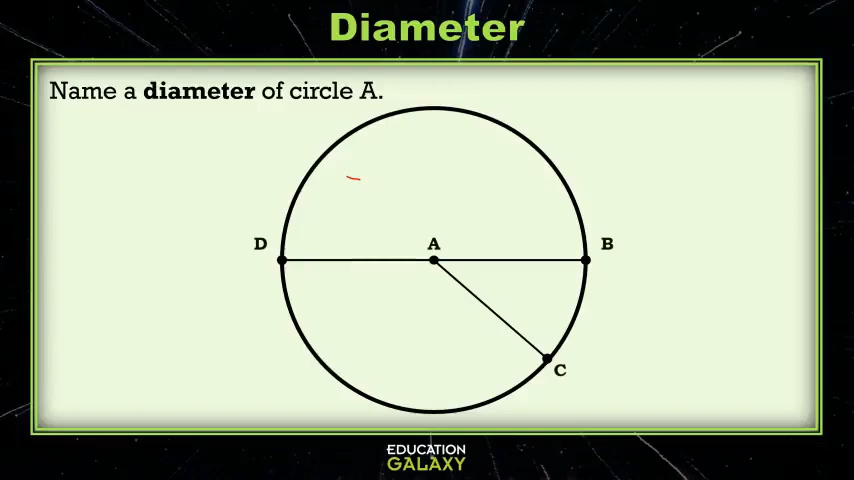 Diameter
Name a diameter of circle A.
D
A
B
C
EDUCATION
GALAXY